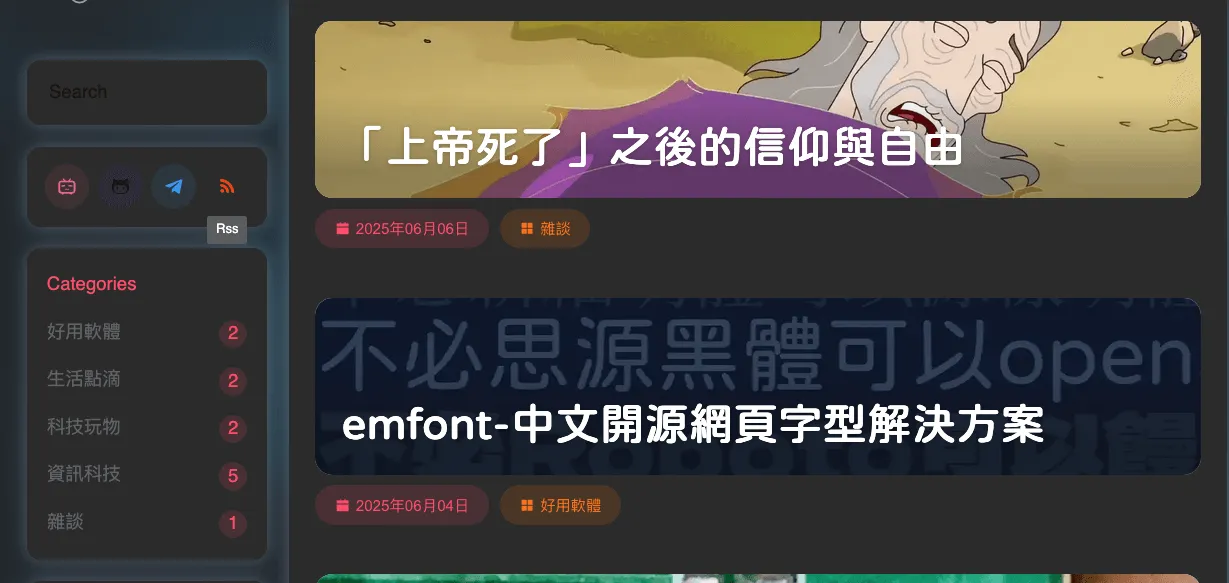 Search
Rss
Categories
好用軟體 2
生活點滴 2
科技玩物 2
資訊科技 5
雜談 1
「上帝死了」之後的信仰與自由
2025年06月06日 雜談
不必思源黑體可以open
emfont-中文開源網頁字型解決方案
2025年06月04日 好用軟體